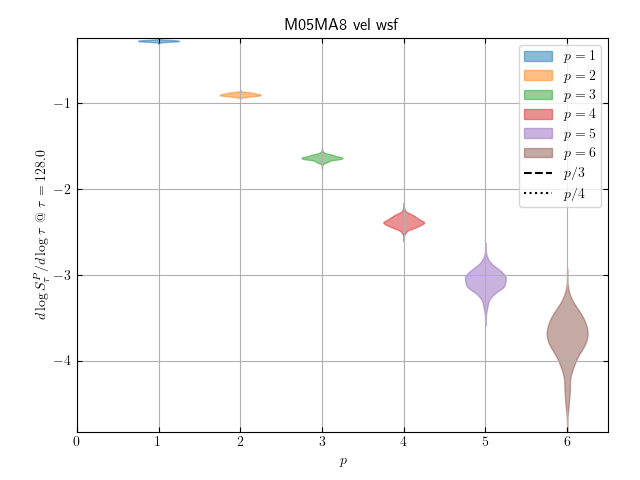 M05MA8 vel wsf
d log S_τ^P / d log τ @ τ = 128.0
−1
−2
−3
−4
0 1 2 3 4 5 6
p
p = 1
p = 2
p = 3
p = 4
p = 5
p = 6
p/3
p/4